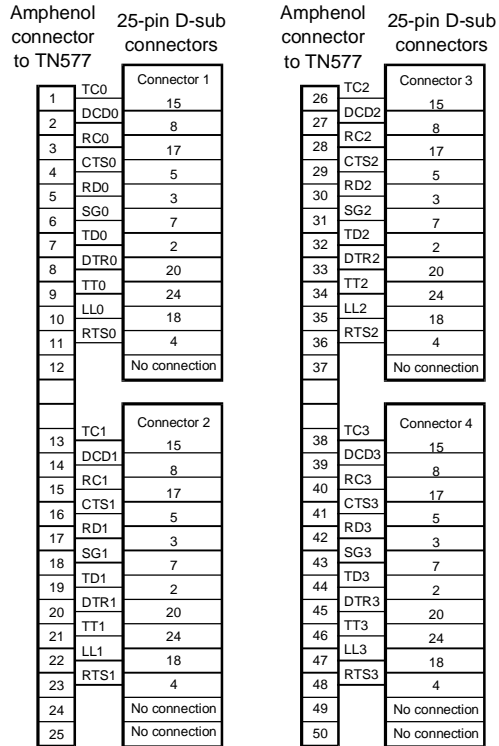 Amphenol
connector
to TN577
25-pin D-sub
connectors
Connector 1
1 TC0 15
2 DCD0 8
3 RC0 17
4 CTS0 5
5 RD0 3
6 SG0 7
7 TD0 2
8 DTR0 20
9 TT0 24
10 LL0 18
11 RTS0 4
12 No connection
Connector 2
13 TC1 15
14 DCD1 8
15 RC1 17
16 CTS1 5
17 RD1 3
18 SG1 7
19 TD1 2
20 DTR1 20
21 TT1 24
22 LL1 18
23 RTS1 4
24 No connection
25 No connection
Amphenol
connector
to TN577
25-pin D-sub
connectors
Connector 3
26 TC2 15
27 DCD2 8
28 RC2 17
29 CTS2 5
30 RD2 3
31 SG2 7
32 TD2 2
33 DTR2 20
34 TT2 24
35 LL2 18
36 RTS2 4
37 No connection
Connector 4
38 TC3 15
39 DCD3 8
40 RC3 17
41 CTS3 5
42 RD3 3
43 SG3 7
44 TD3 2
45 DTR3 20
46 TT3 24
47 LL3 18
48 RTS3 4
49 No connection
50 No connection